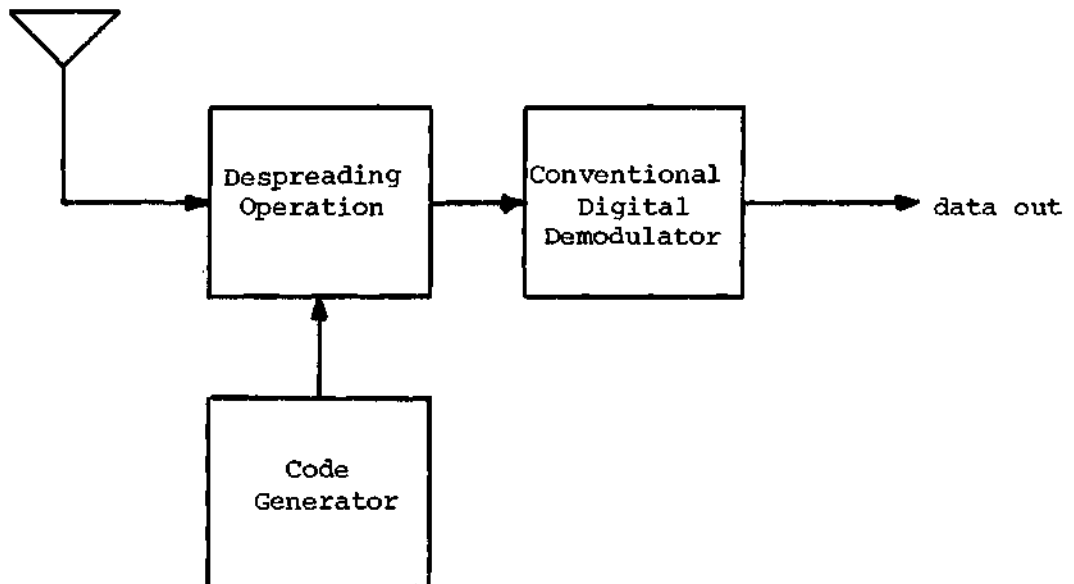 Despreading
Operation
Conventional
Digital
Demodulator
data out
Code
Generator